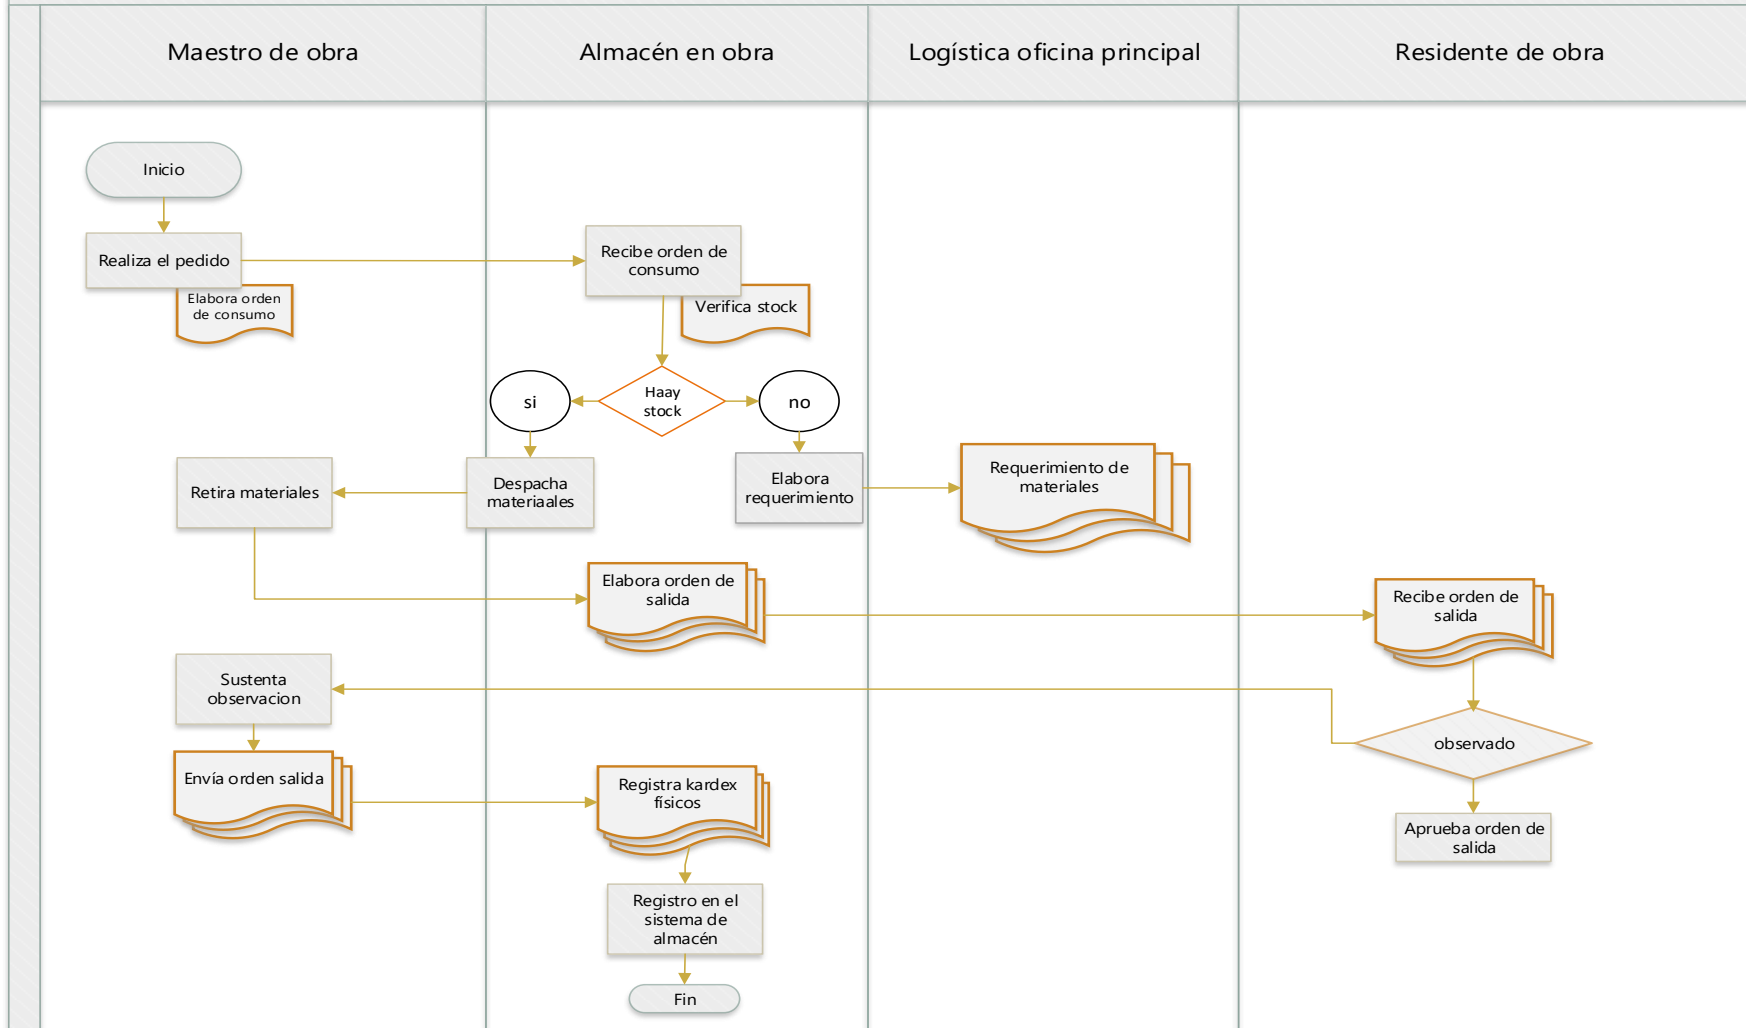 Maestro de obra
Almacén en obra
Logística oficina principal
Residente de obra
Inicio
Realiza el pedido
Elabora orden
de consumo
Recibe orden de
consumo
Verifica stock
Haay
stock
si
no
Retira materiales
Despacha
materiaales
Elabora
requerimiento
Requerimiento de
materiales
Elabora orden de
salida
Recibe orden de
salida
Sustenta
observacion
observado
Envía orden salida
Registra kardex
físicos
Aprueba orden de
salida
Registro en el
sistema de
almacén
Fin